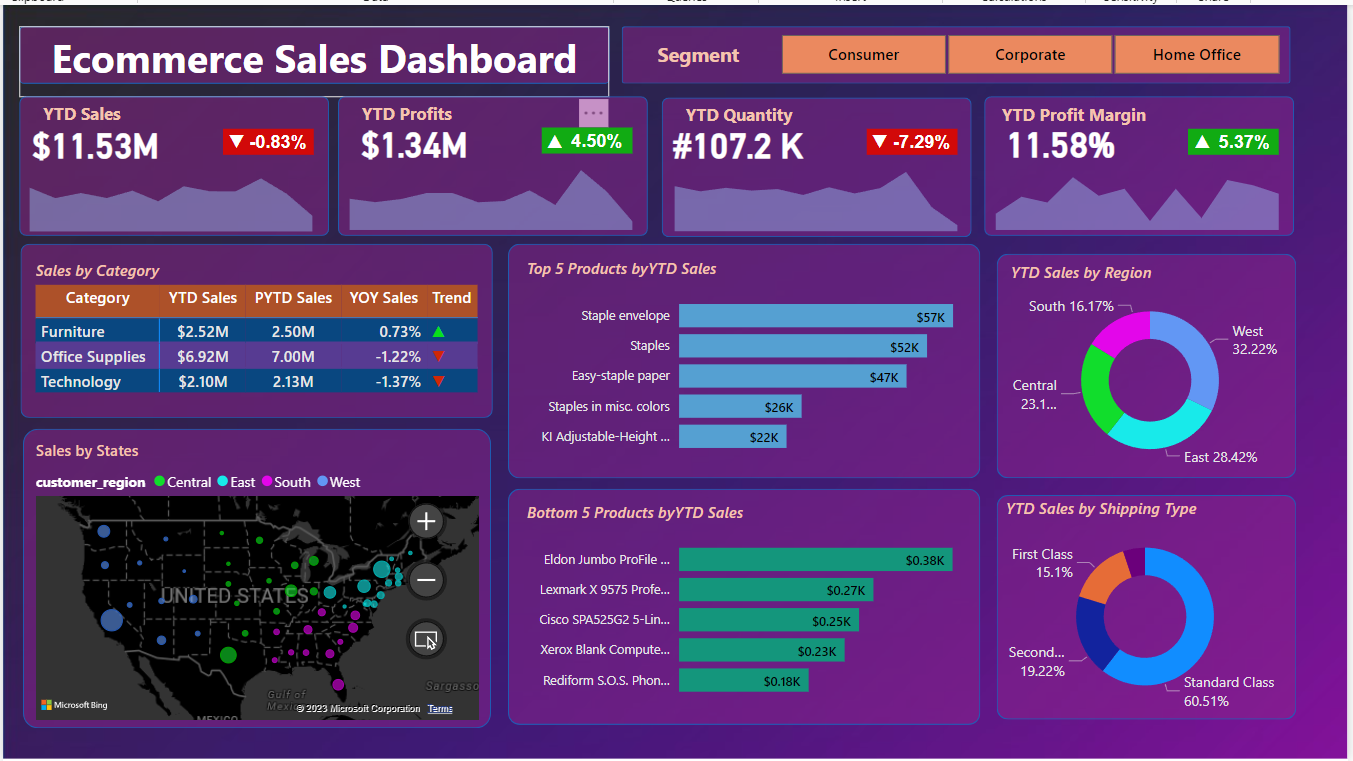 Ecommerce Sales Dashboard
Segment
Consumer
Corporate
Home Office
YTD Sales
$11.53M
▼ -0.83%
YTD Profits
...
$1.34M
▲ 4.50%
YTD Quantity
#107.2 K
▼ -7.29%
YTD Profit Margin
11.58%
▲ 5.37%
Sales by Category
Category YTD Sales PYTD Sales YOY Sales Trend
Furniture $2.52M 2.50M 0.73% ▲
Office Supplies $6.92M 7.00M -1.22% ▼
Technology $2.10M 2.13M -1.37% ▼
Top 5 Products byYTD Sales
Staple envelope $57K
Staples $52K
Easy-staple paper $47K
Staples in misc. colors $26K
KI Adjustable-Height ... $22K
YTD Sales by Region
South 16.17%
West
32.22%
Central
23.1...
East 28.42%
Sales by States
customer_region Central East South West
UNITED STATES
Gulf of
Sargasso
MEXICO
Microsoft Bing
© 2023 Microsoft Corporation Terms
Bottom 5 Products byYTD Sales
Eldon Jumbo ProFile ... $0.38K
Lexmark X 9575 Profe... $0.27K
Cisco SPA525G2 5-Lin... $0.25K
Xerox Blank Compute... $0.23K
Rediform S.O.S. Phon... $0.18K
YTD Sales by Shipping Type
First Class
15.1%
Second...
19.22%
Standard Class
60.51%